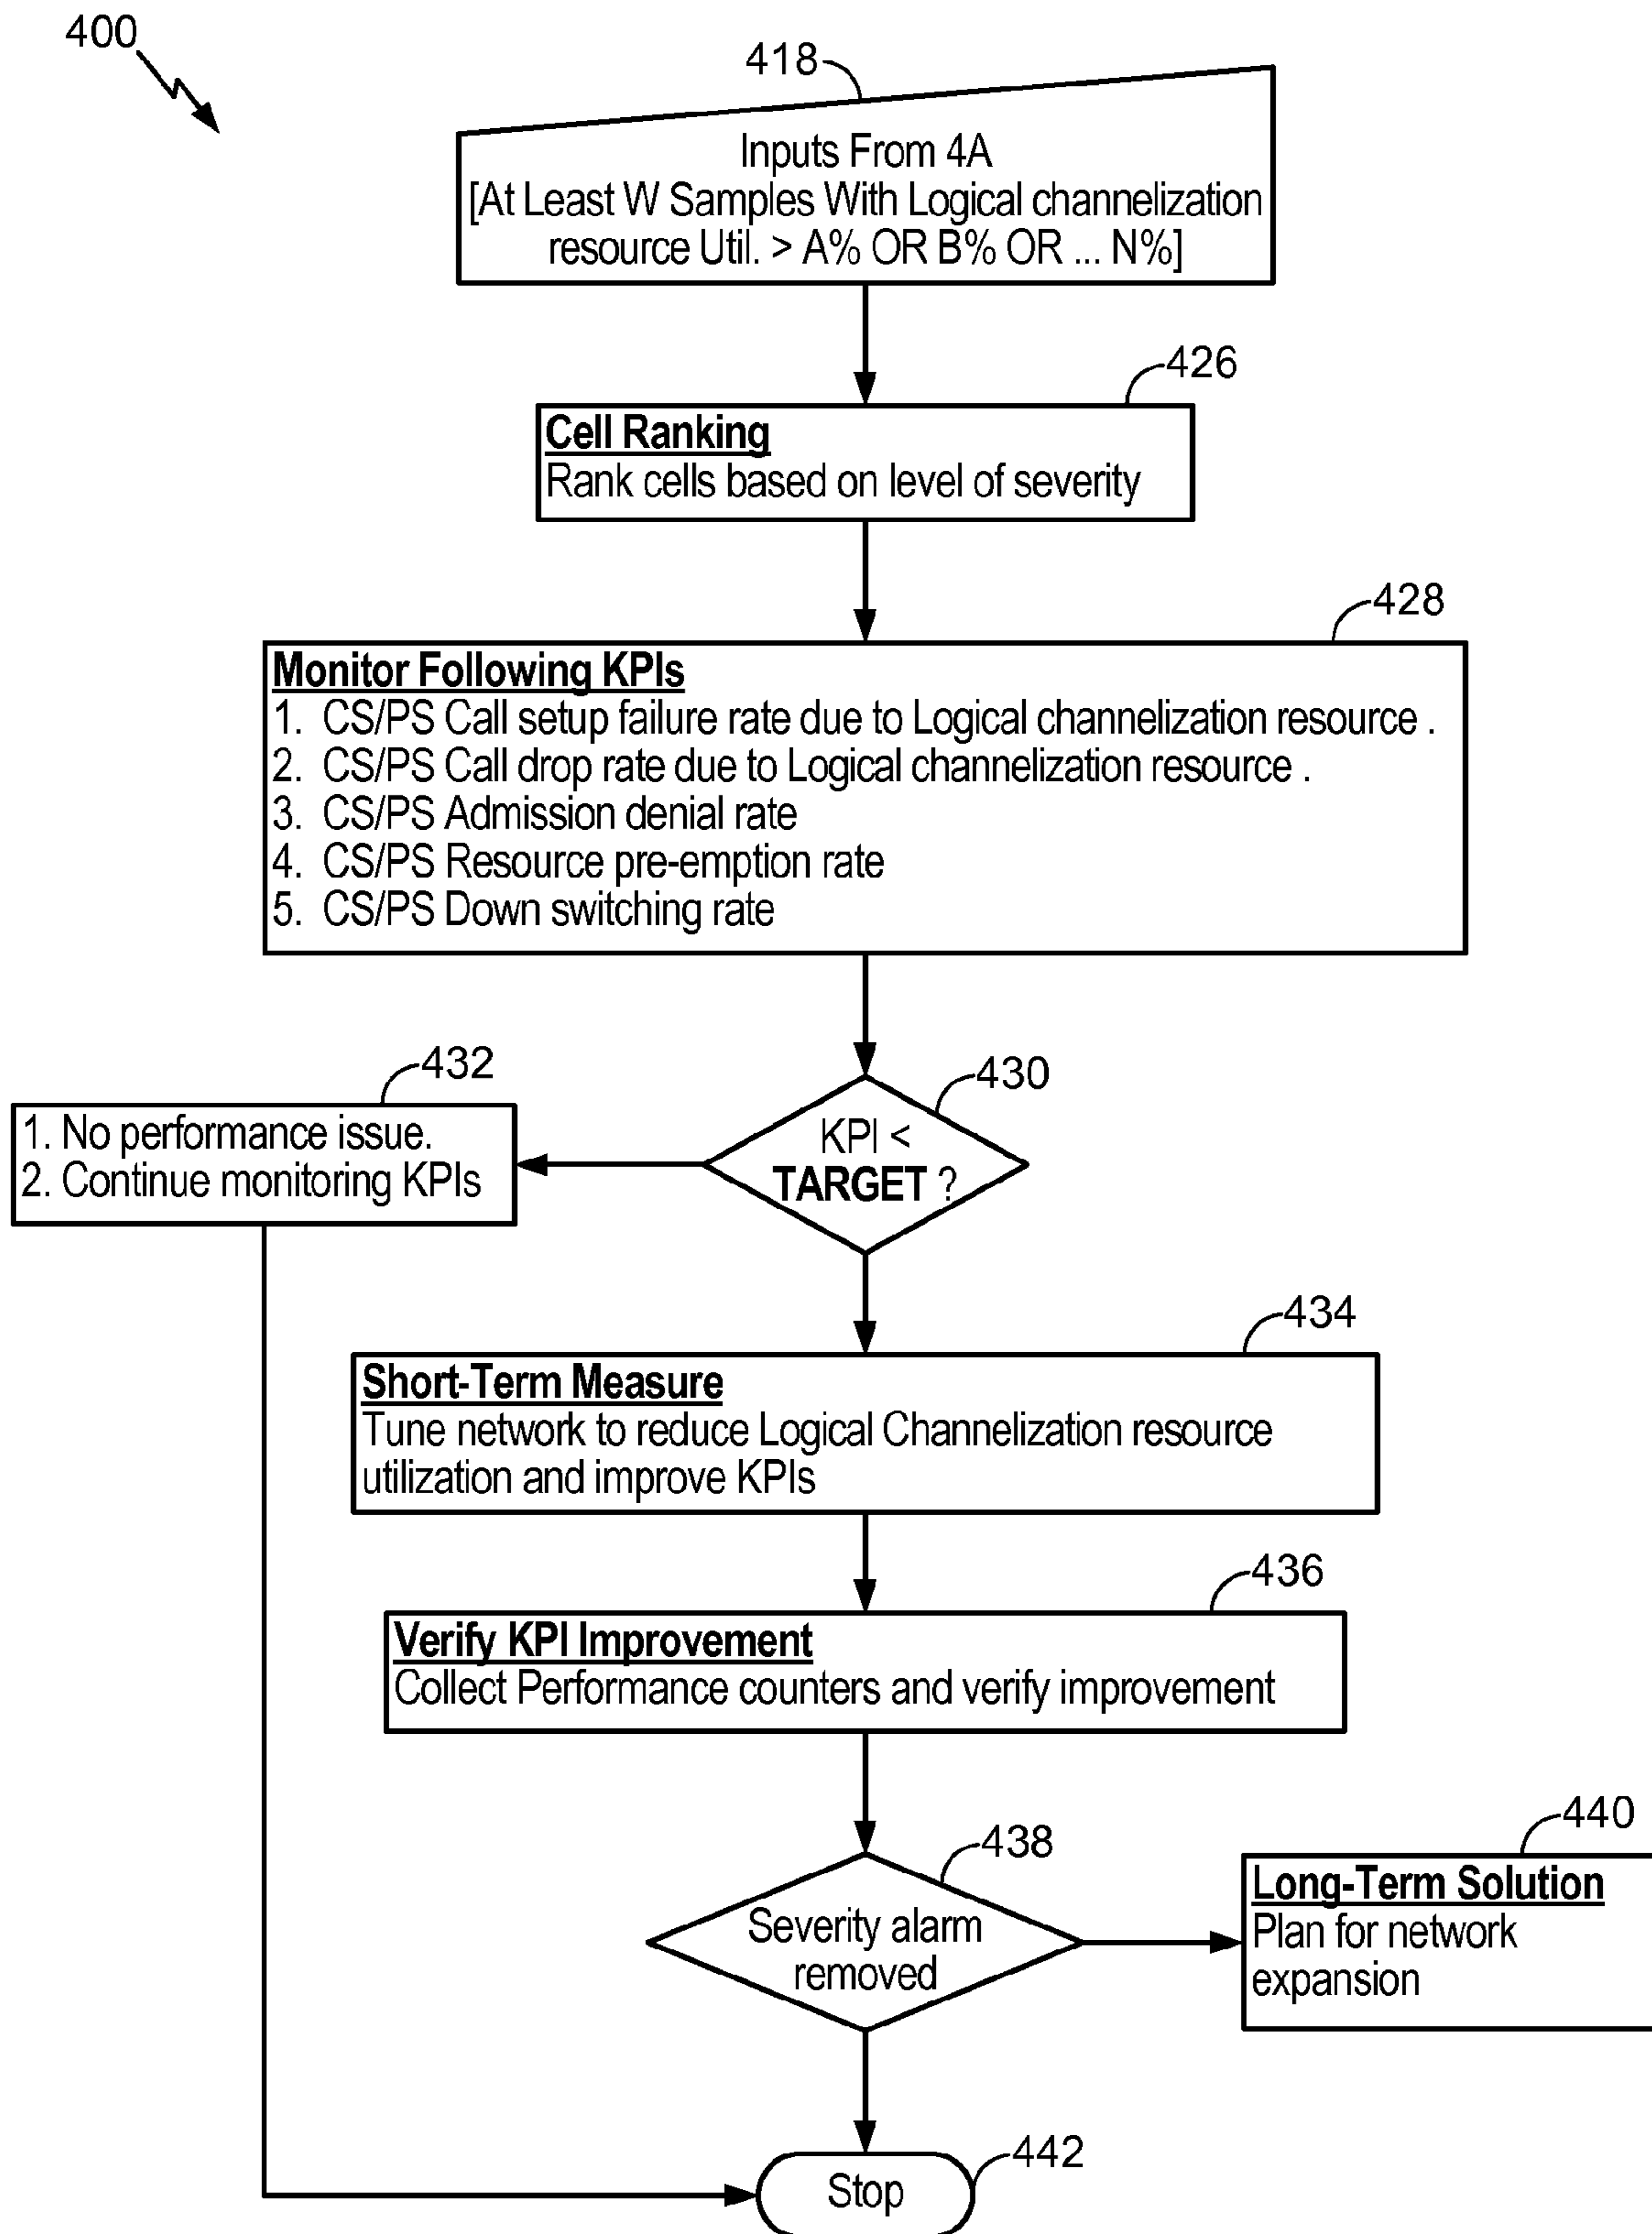 400
418
Inputs From 4A
[At Least W Samples With Logical channelization
resource Util. > A% OR B% OR ... N%]
426
Cell Ranking
Rank cells based on level of severity
428
Monitor Following KPIs
1. CS/PS Call setup failure rate due to Logical channelization resource .
2. CS/PS Call drop rate due to Logical channelization resource .
3. CS/PS Admission denial rate
4. CS/PS Resource pre-emption rate
5. CS/PS Down switching rate
432
1. No performance issue.
2. Continue monitoring KPIs
430
KPI <
TARGET ?
434
Short-Term Measure
Tune network to reduce Logical Channelization resource
utilization and improve KPIs
436
Verify KPI Improvement
Collect Performance counters and verify improvement
438
Severity alarm
removed
440
Long-Term Solution
Plan for network
expansion
442
Stop